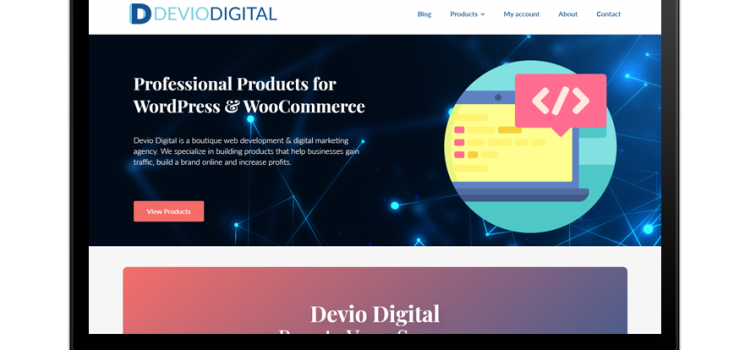 DEVIODIGITAL
Blog
Products
My account
About
Contact
Professional Products for
WordPress & WooCommerce
Devio Digital is a boutique web development & digital marketing
agency. We specialize in building products that help businesses gain
traffic, build a brand online and increase profits.
View Products
</>
Devio Digital